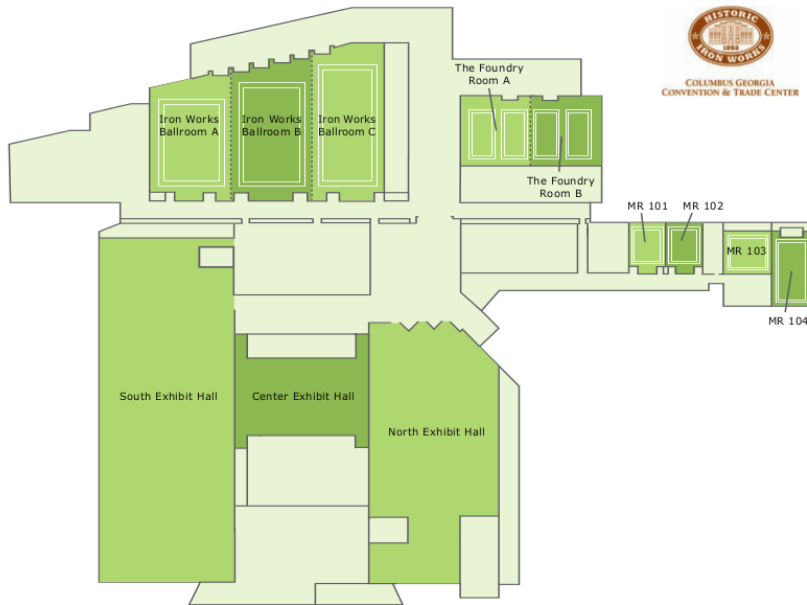 HISTORIC
1853
IRON WORKS
COLUMBUS GEORGIA
CONVENTION & TRADE CENTER
The Foundry
Room A
Iron Works
Ballroom A
Iron Works
Ballroom B
Iron Works
Ballroom C
The Foundry
Room B
MR 101
MR 102
MR 103
MR 104
South Exhibit Hall
Center Exhibit Hall
North Exhibit Hall